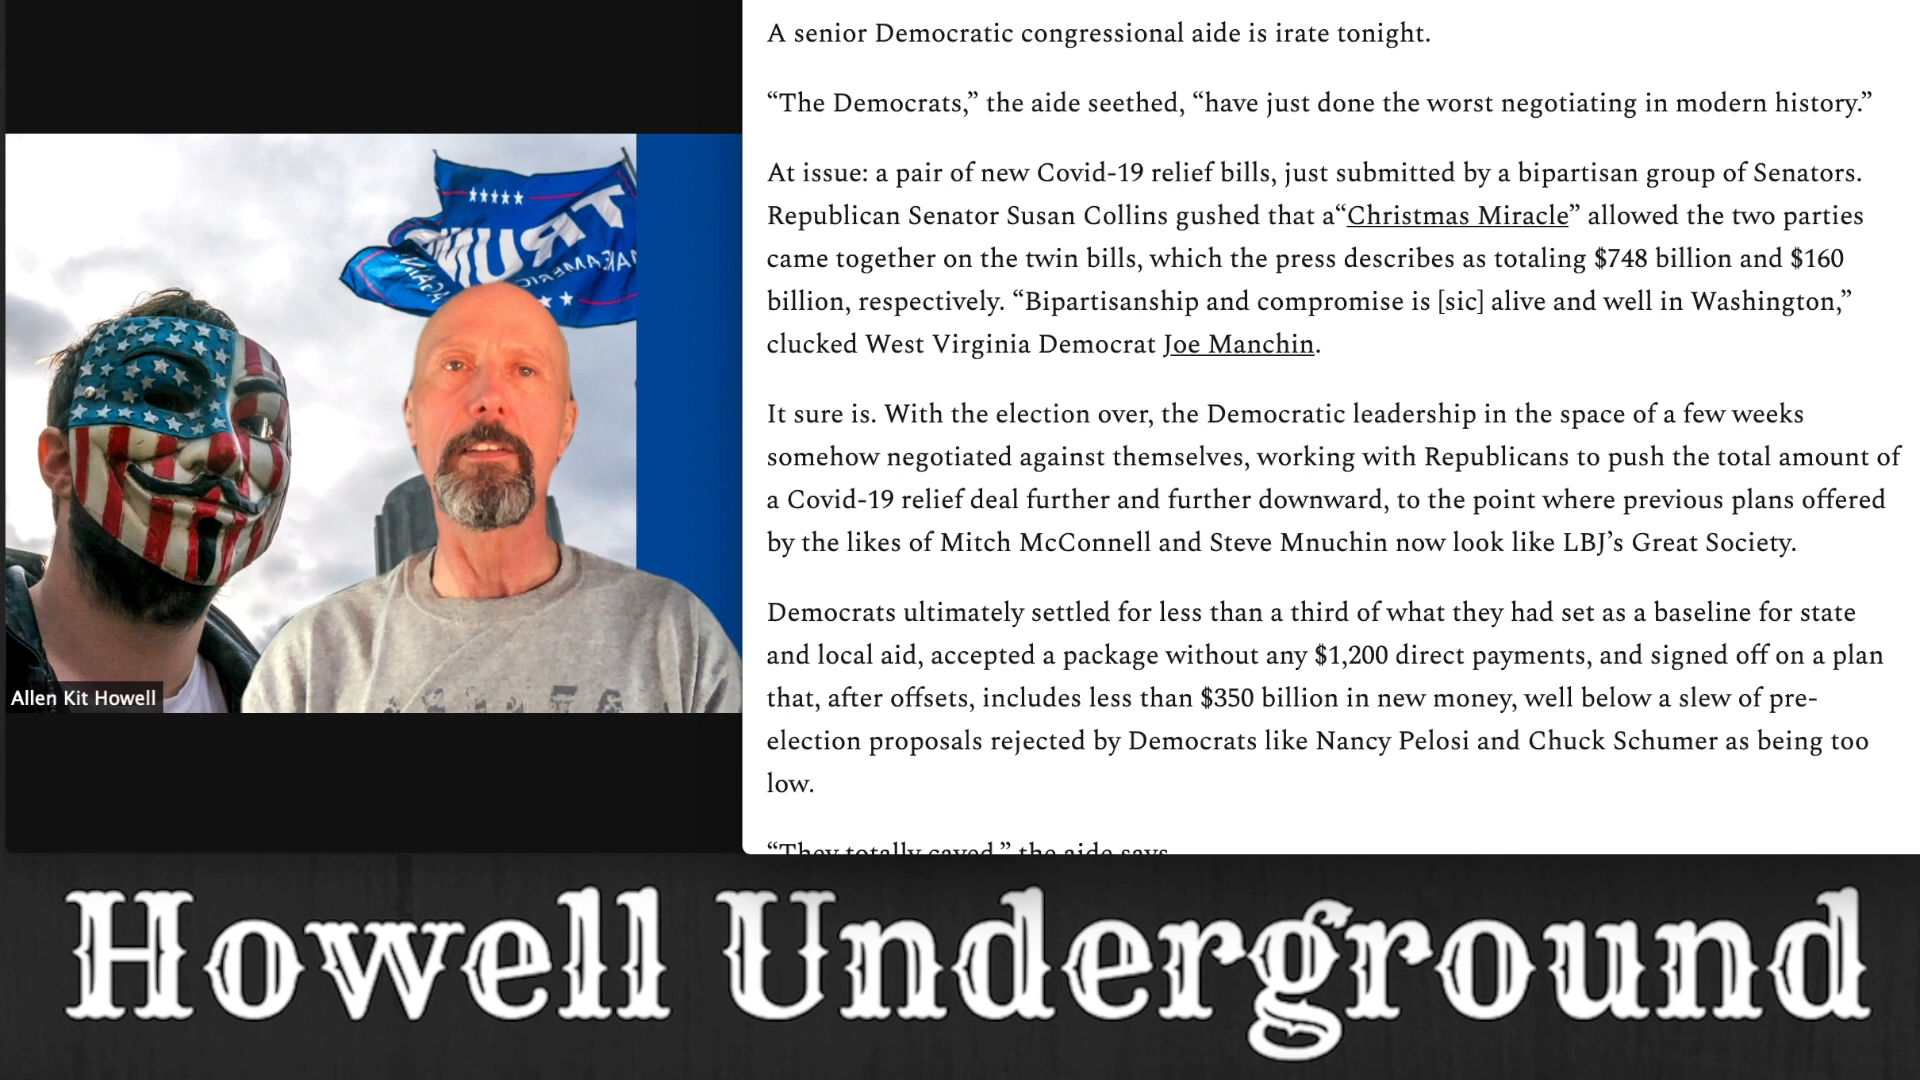 A senior Democratic congressional aide is irate tonight.
“The Democrats,” the aide seethed, “have just done the worst negotiating in modern history.”
At issue: a pair of new Covid-19 relief bills, just submitted by a bipartisan group of Senators.
Republican Senator Susan Collins gushed that a“Christmas Miracle” allowed the two parties
came together on the twin bills, which the press describes as totaling $748 billion and $160
billion, respectively. “Bipartisanship and compromise is [sic] alive and well in Washington,”
clucked West Virginia Democrat Joe Manchin.
It sure is. With the election over, the Democratic leadership in the space of a few weeks
somehow negotiated against themselves, working with Republicans to push the total amount of
a Covid-19 relief deal further and further downward, to the point where previous plans offered
by the likes of Mitch McConnell and Steve Mnuchin now look like LBJ’s Great Society.
Democrats ultimately settled for less than a third of what they had set as a baseline for state
and local aid, accepted a package without any $1,200 direct payments, and signed off on a plan
that, after offsets, includes less than $350 billion in new money, well below a slew of pre-
election proposals rejected by Democrats like Nancy Pelosi and Chuck Schumer as being too
low.
“They totally caved,” the aide says.
TRUMP
Allen Kit Howell
Howell Underground